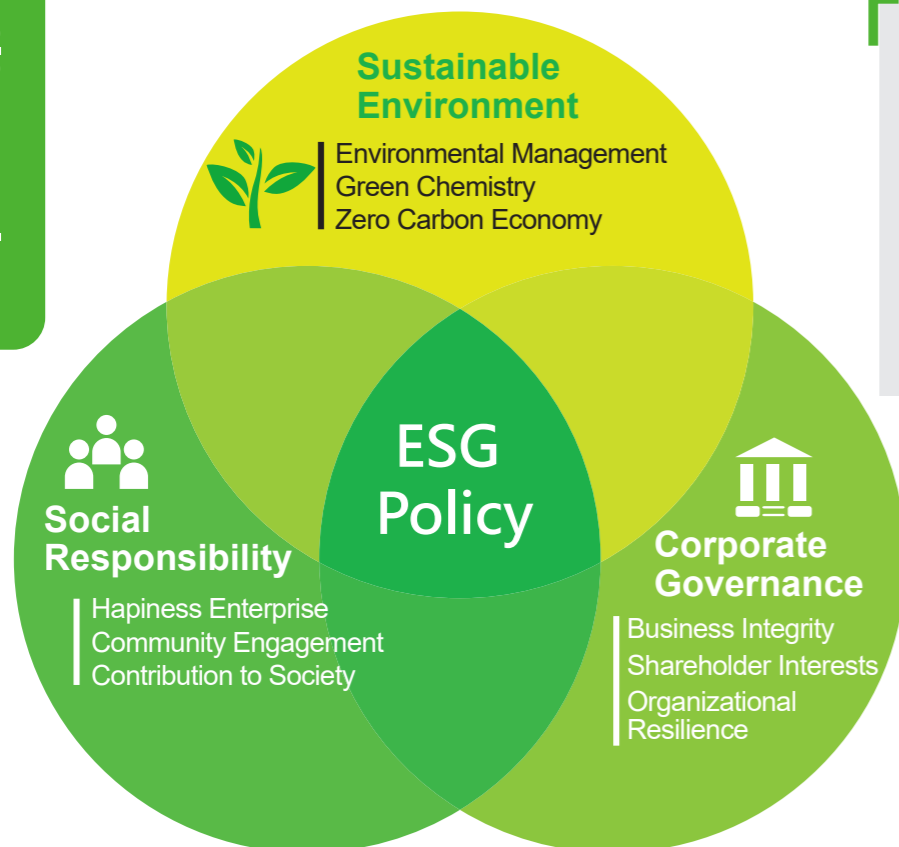 Sustainable
Environment
Environmental Management
Green Chemistry
Zero Carbon Economy
ESG
Policy
Social
Responsibility
Hapiness Enterprise
Community Engagement
Contribution to Society
Corporate
Governance
Business Integrity
Shareholder Interests
Organizational
Resilience